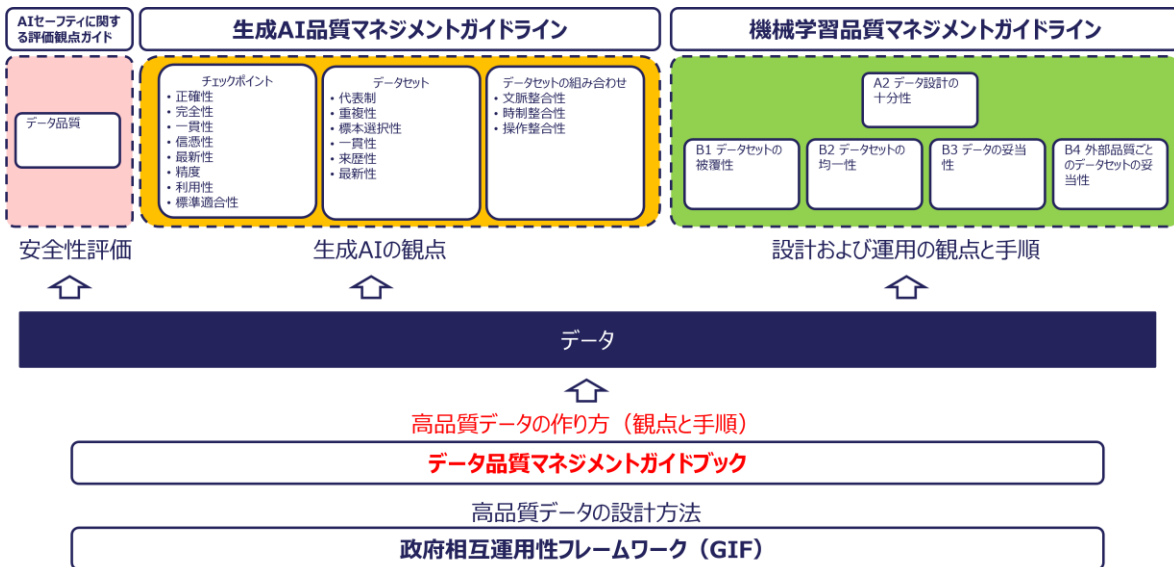 AIセーフティに関す
る評価観点ガイド
生成AI品質マネジメントガイドライン
機械学習品質マネジメントガイドライン
データ品質
チェックポイント
・正確性
・完全性
・一貫性
・信憑性
・最新性
・精度
・利用性
・標準適合性
データセット
・代表制
・重複性
・標本選択性
・一貫性
・来歴性
・最新性
データセットの組み合わせ
・文脈整合性
・時制整合性
・操作整合性
A2 データ設計の
十分性
B1 データセットの
被覆性
B2 データセットの
均一性
B3 データの妥当
性
B4 外部品質ごと
のデータセットの妥
当性
安全性評価
生成AIの観点
設計および運用の観点と手順
データ
高品質データの作り方（観点と手順）
データ品質マネジメントガイドブック
高品質データの設計方法
政府相互運用性フレームワーク（GIF）